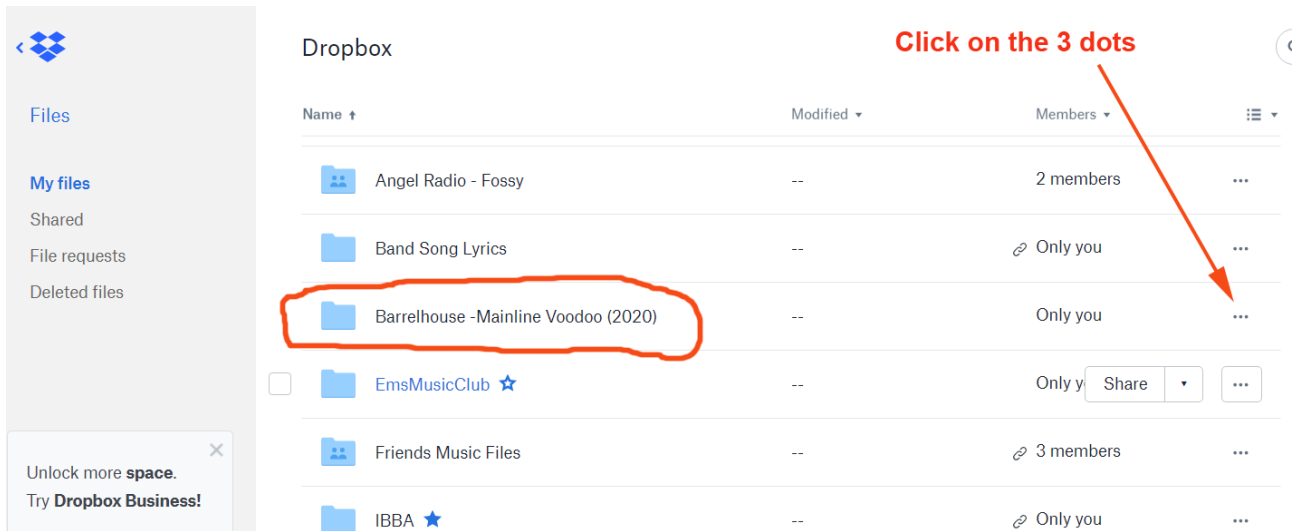 Dropbox
Click on the 3 dots
Files
My files
Shared
File requests
Deleted files
Unlock more space.
Try Dropbox Business!
Name Modified Members
Angel Radio - Fossy -- 2 members ...
Band Song Lyrics -- Only you ...
Barrelhouse -Mainline Voodoo (2020) -- Only you ...
EmsMusicClub -- Only y Share ...
Friends Music Files -- 3 members ...
IBBA -- Only you ...